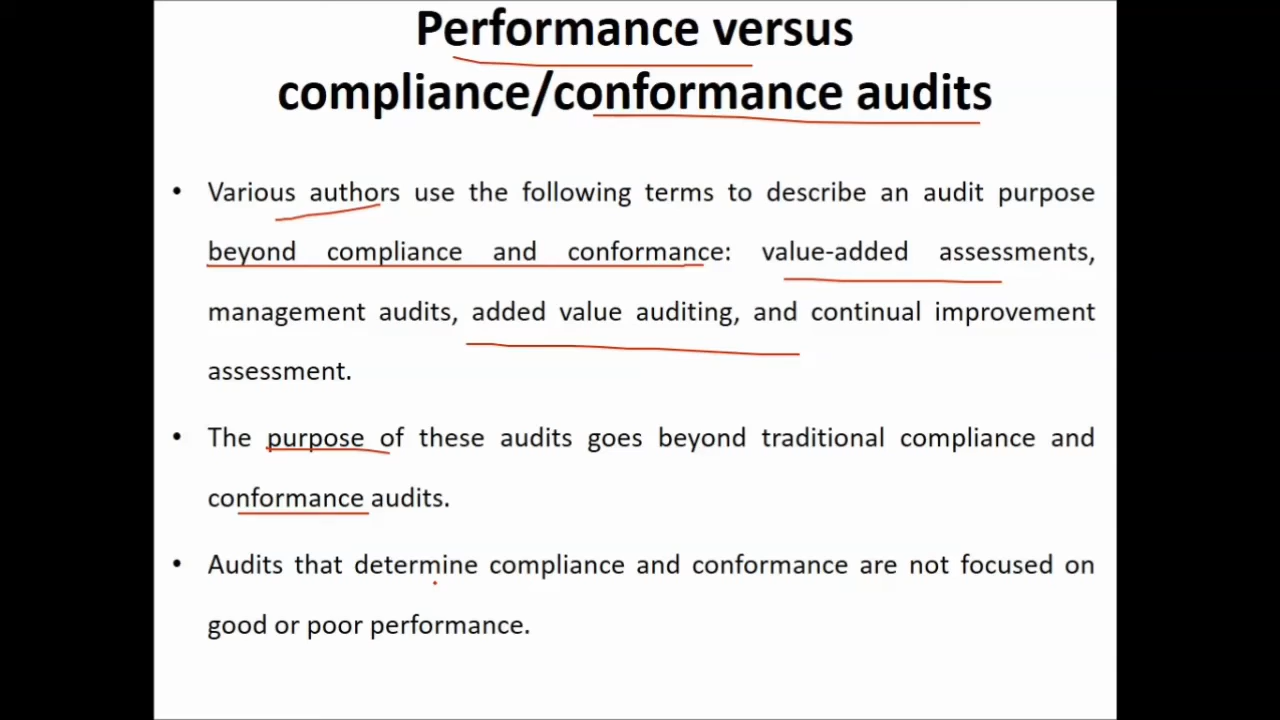 Performance versus
compliance/conformance audits
• Various authors use the following terms to describe an audit purpose
beyond compliance and conformance: value-added assessments,
management audits, added value auditing, and continual improvement
assessment.
• The purpose of these audits goes beyond traditional compliance and
conformance audits.
• Audits that determine compliance and conformance are not focused on
good or poor performance.